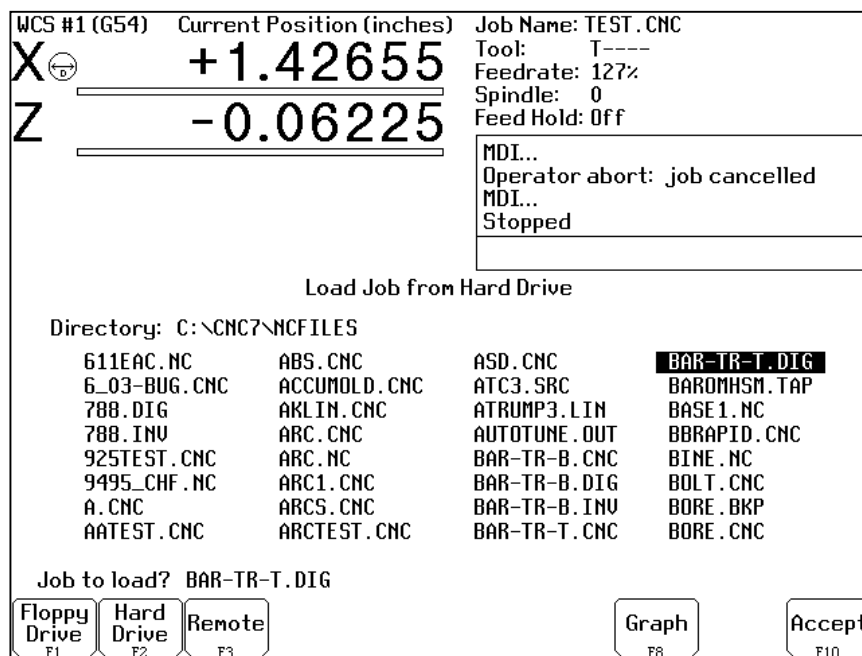 WCS #1 (G54) Current Position (inches) Job Name: TEST.CNC
X D +1.42655
Tool: T----
Feedrate: 127%
Spindle: 0
Z -0.06225
Feed Hold: Off
MDI...
Operator abort: job cancelled
MDI...
Stopped
Load Job from Hard Drive
Directory: C:\CNC7\NCFILES
611EAC.NC ABS.CNC ASD.CNC BAR-TR-T.DIG
6_03-BUG.CNC ACCUMOLD.CNC ATC3.SRC BAROMHSM.TAP
788.DIG AKLIN.CNC ATRUMP3.LIN BASE1.NC
788.INV ARC.CNC AUTOTUNE.OUT BBRAPID.CNC
925TEST.CNC ARC.NC BAR-TR-B.CNC BINE.NC
9495_CHF.NC ARC1.CNC BAR-TR-B.DIG BOLT.CNC
A.CNC ARCS.CNC BAR-TR-B.INV BORE.BKP
AATEST.CNC ARCTEST.CNC BAR-TR-T.CNC BORE.CNC
Job to load? BAR-TR-T.DIG
Floppy Drive F1
Hard Drive F2
Remote F3
Graph F8
Accept F10